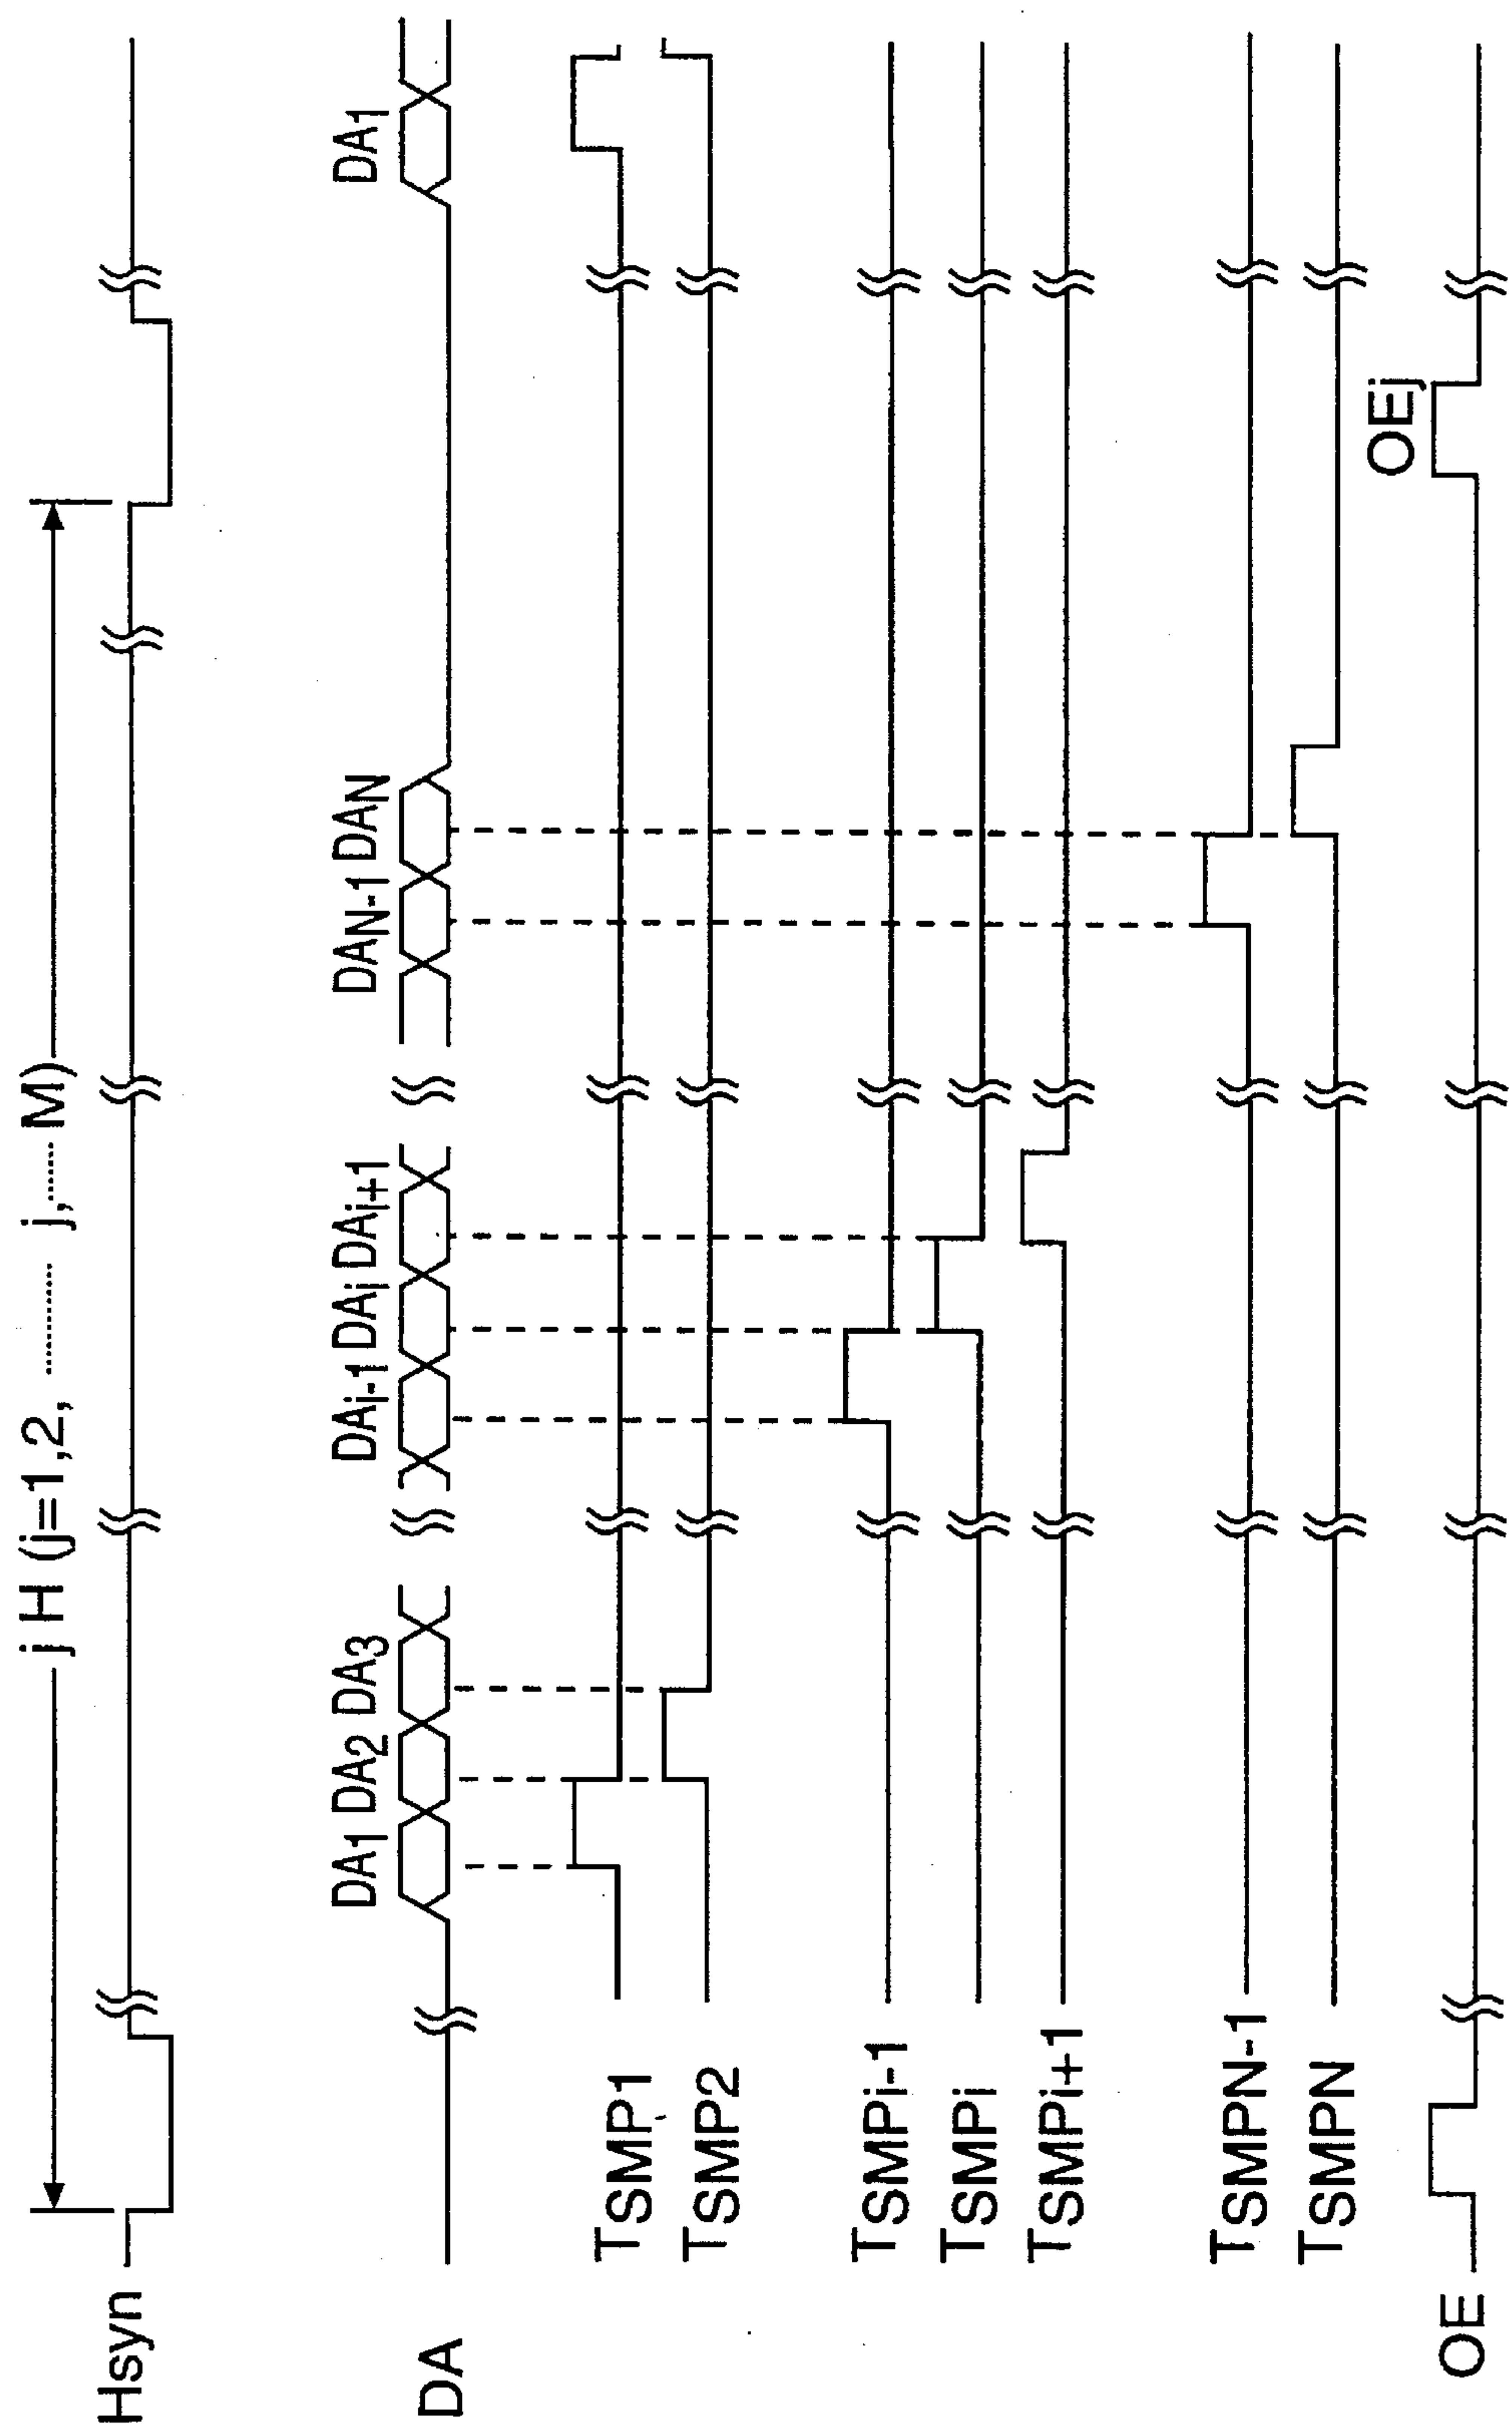 j H (j=1,2, ........... j,....... M)
Hsyn
DA1 DA2 DA3 DAi-1 DAi DAi+1 DAN-1 DAN DA1
DA
TSMP1
TSMP2
TSMPi-1
TSMPi
TSMPi+1
TSMPN-1
TSMPN
OEj
OE